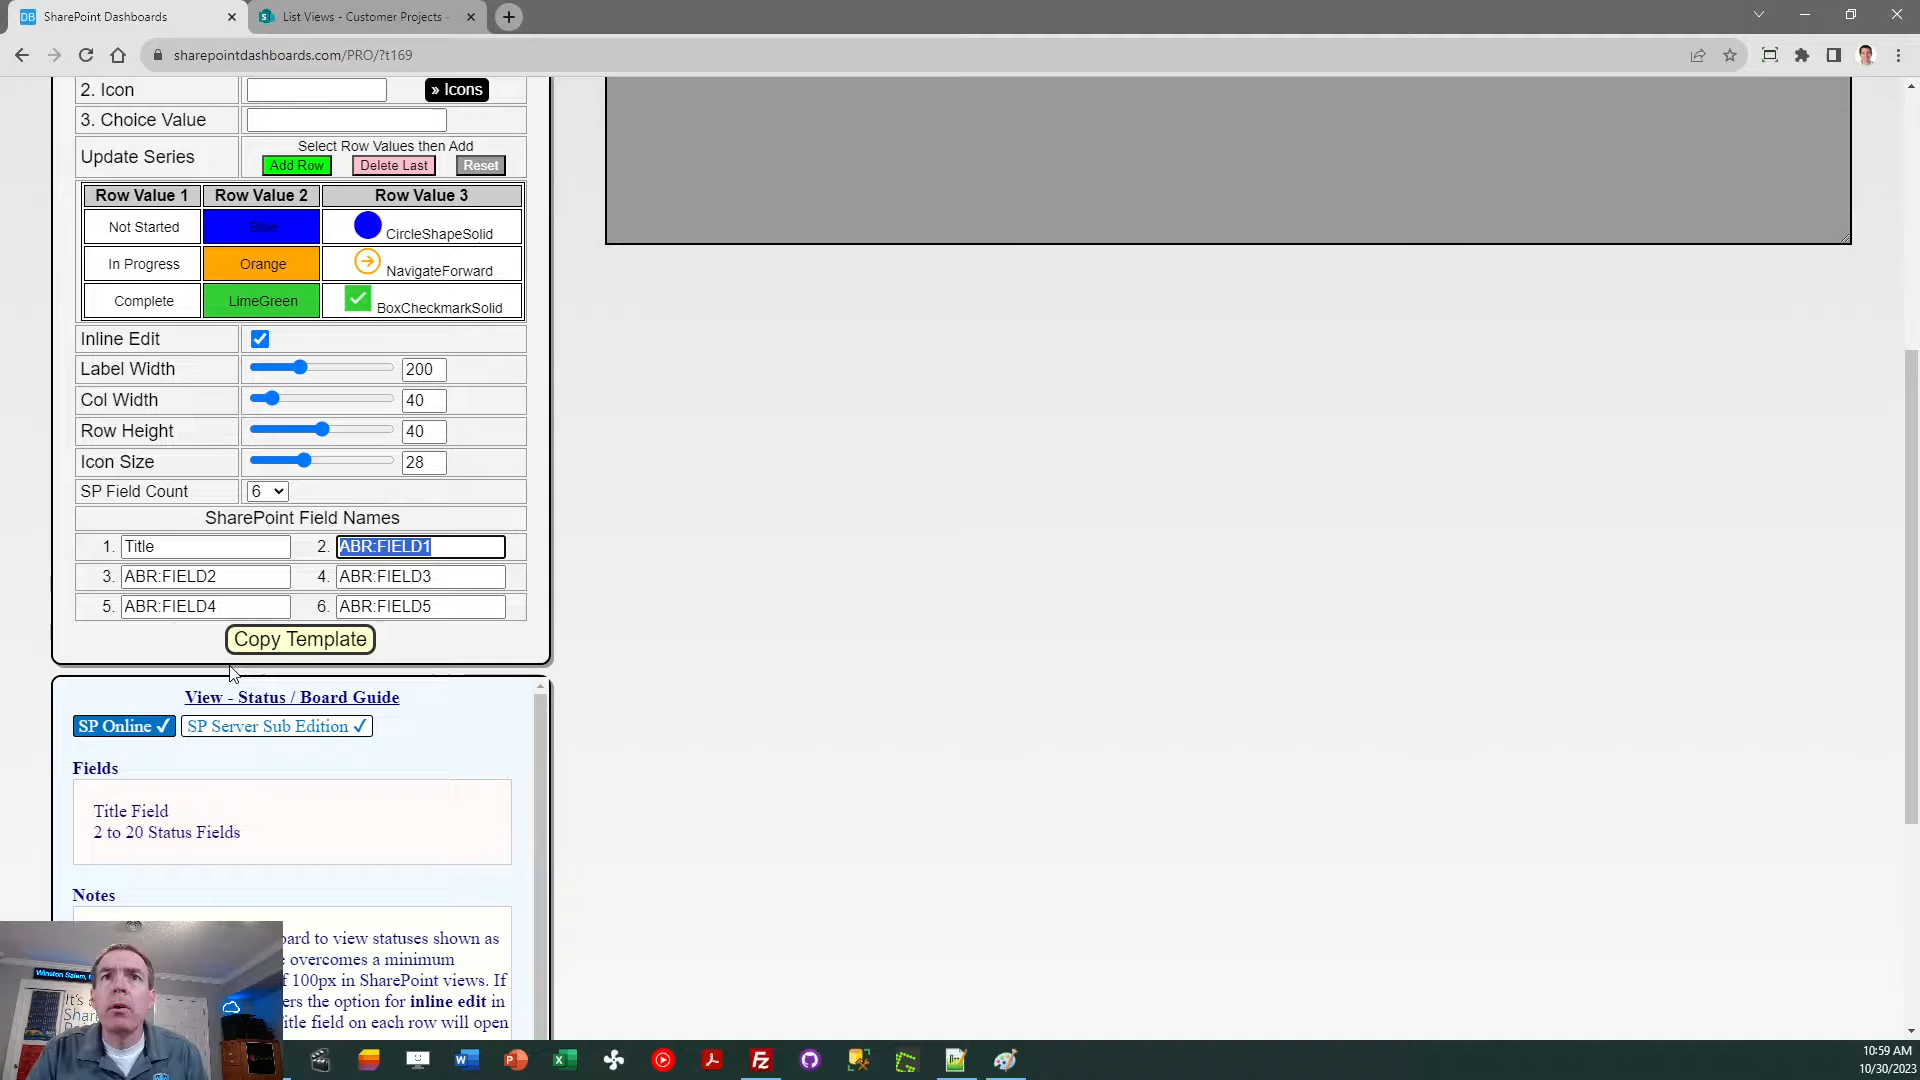 SharePoint Dashboards
List Views - Customer Projects -
sharepointdashboards.com/PRO/?t169
2. Icon
» Icons
3. Choice Value
Update Series
Select Row Values then Add
Add Row
Delete Last
Reset
Row Value 1 Row Value 2 Row Value 3
Not Started Blue CircleShapeSolid
In Progress Orange NavigateForward
Complete LimeGreen BoxCheckmarkSolid
Inline Edit
Label Width 200
Col Width 40
Row Height 40
Icon Size 28
SP Field Count 6
SharePoint Field Names
1. Title 2. ABR:FIELD1
3. ABR:FIELD2 4. ABR:FIELD3
5. ABR:FIELD4 6. ABR:FIELD5
Copy Template
View - Status / Board Guide
SP Online ✓ SP Server Sub Edition ✓
Fields
Title Field
2 to 20 Status Fields
Notes
oard to view statuses shown as
e overcomes a minimum
f 100px in SharePoint views. If
ers the option for inline edit in
itle field on each row will open
Winston Salem,
It's
Share
10:59 AM
10/30/2023